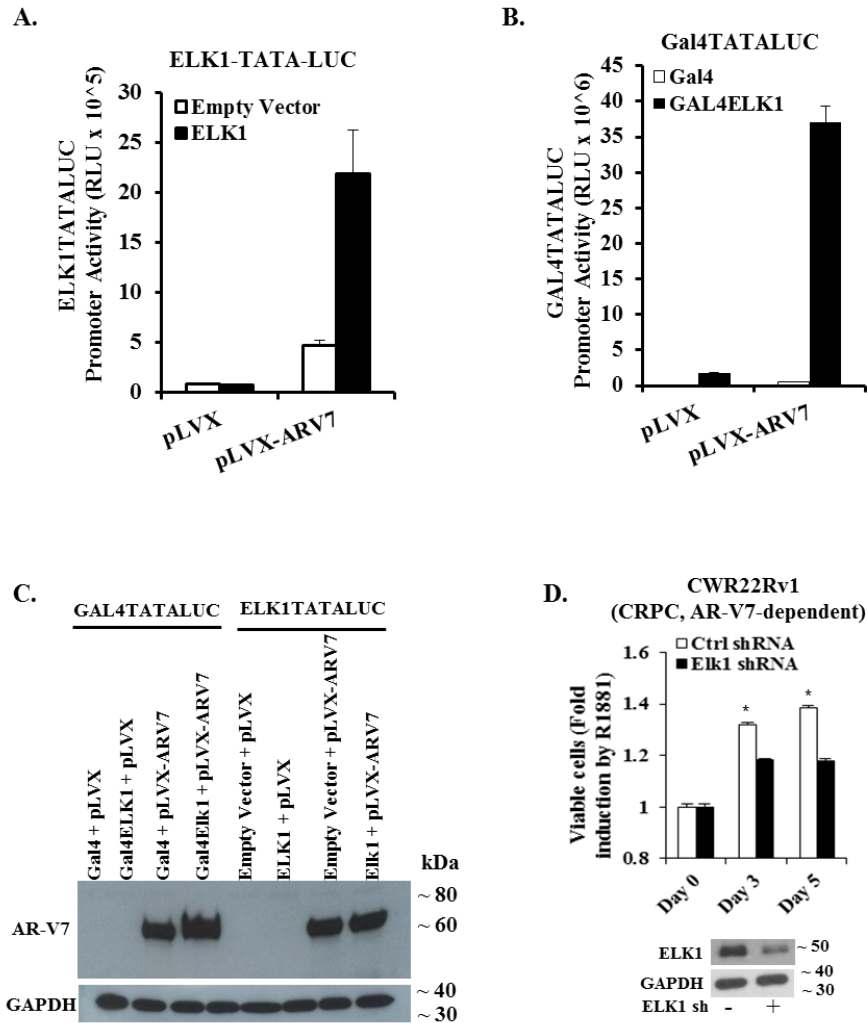 A.
ELK1-TATA-LUC
Empty Vector
ELK1
ELK1TATALUC
Promoter Activity (RLU x 10^5)
30
25
20
15
10
5
0
pLVX
pLVX-ARV7
B.
Gal4TATALUC
Gal4
GAL4ELK1
GAL4TATALUC
Promoter Activity (RLU x 10^6)
45
40
35
30
25
20
15
10
5
0
pLVX
pLVX-ARV7
C.
GAL4TATALUC
ELK1TATALUC
Gal4 + pLVX
Gal4ELK1 + pLVX
Gal4 + pLVX-ARV7
Gal4Elk1 + pLVX-ARV7
Empty Vector + pLVX
ELK1 + pLVX
Empty Vector + pLVX-ARV7
Elk1 + pLVX-ARV7
kDa
AR-V7
~ 80
~ 60
GAPDH
~ 40
~ 30
D.
CWR22Rv1
(CRPC, AR-V7-dependent)
Ctrl shRNA
Elk1 shRNA
Viable cells (Fold
induction by R1881)
1.6
1.4
1.2
1
0.8
*
*
Day 0
Day 3
Day 5
ELK1
~ 50
GAPDH
~ 40
~ 30
ELK1 sh - +